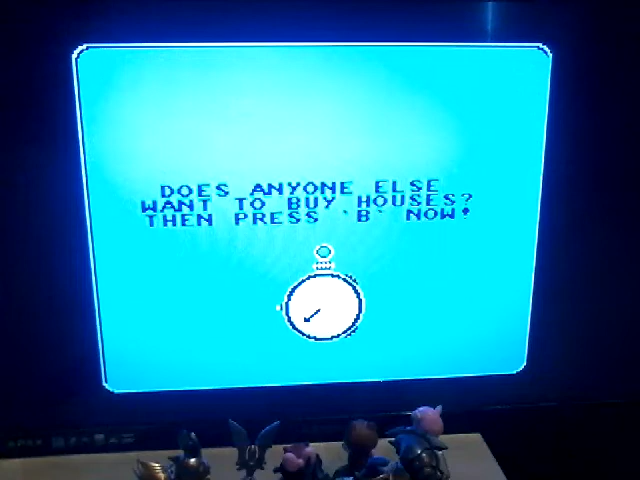 DOES ANYONE ELSE
WANT TO BUY HOUSES?
THEN PRESS 'B' NOW!